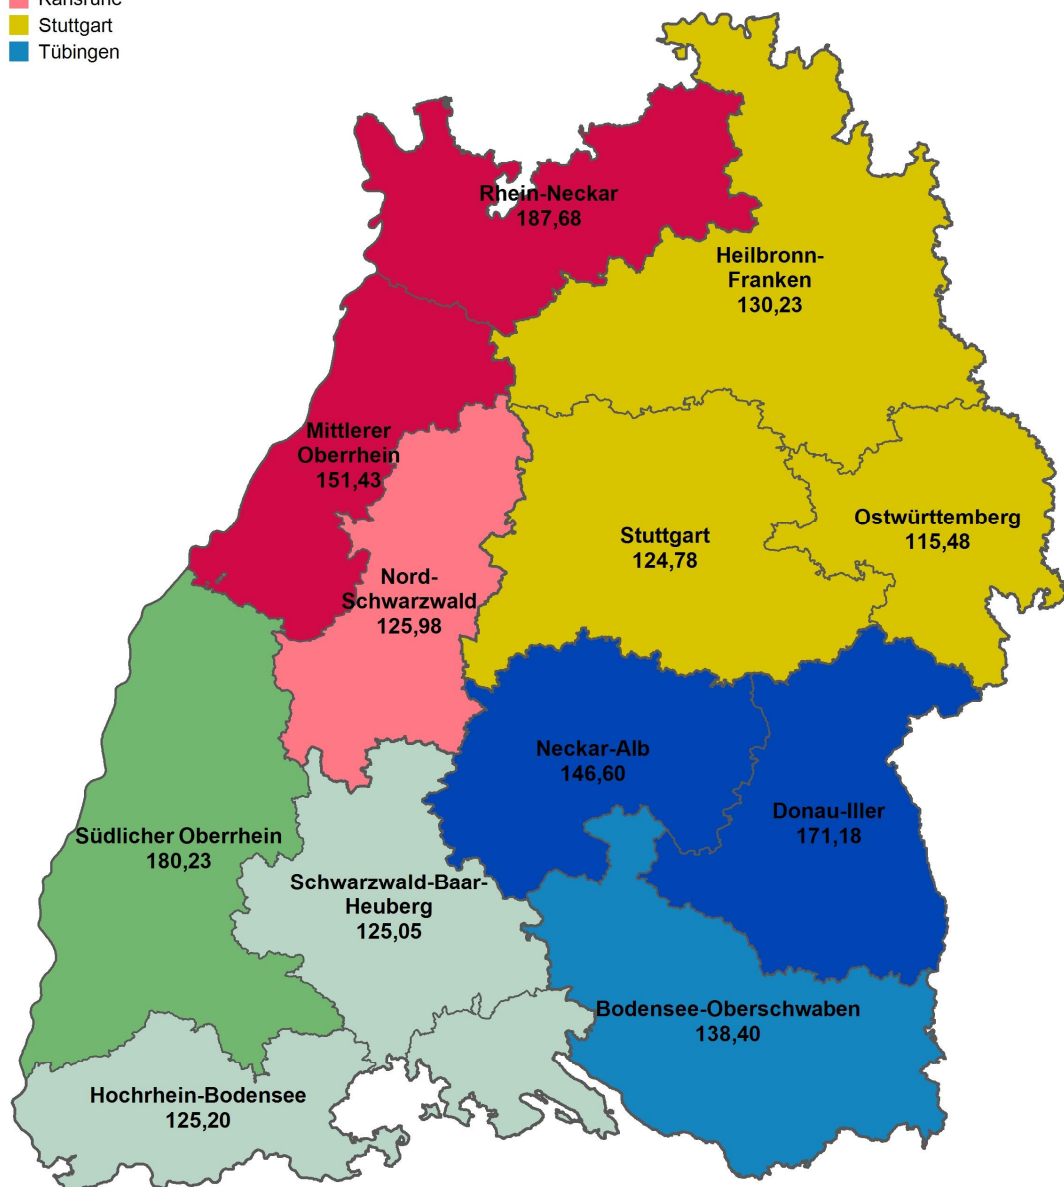 Karlsruhe
Stuttgart
Tübingen
Rhein-Neckar
187,68
Heilbronn-
Franken
130,23
Mittlerer
Oberrhein
151,43
Stuttgart
124,78
Ostwürttemberg
115,48
Nord-
Schwarzwald
125,98
Neckar-Alb
146,60
Donau-Iller
171,18
Südlicher Oberrhein
180,23
Schwarzwald-Baar-
Heuberg
125,05
Bodensee-Oberschwaben
138,40
Hochrhein-Bodensee
125,20